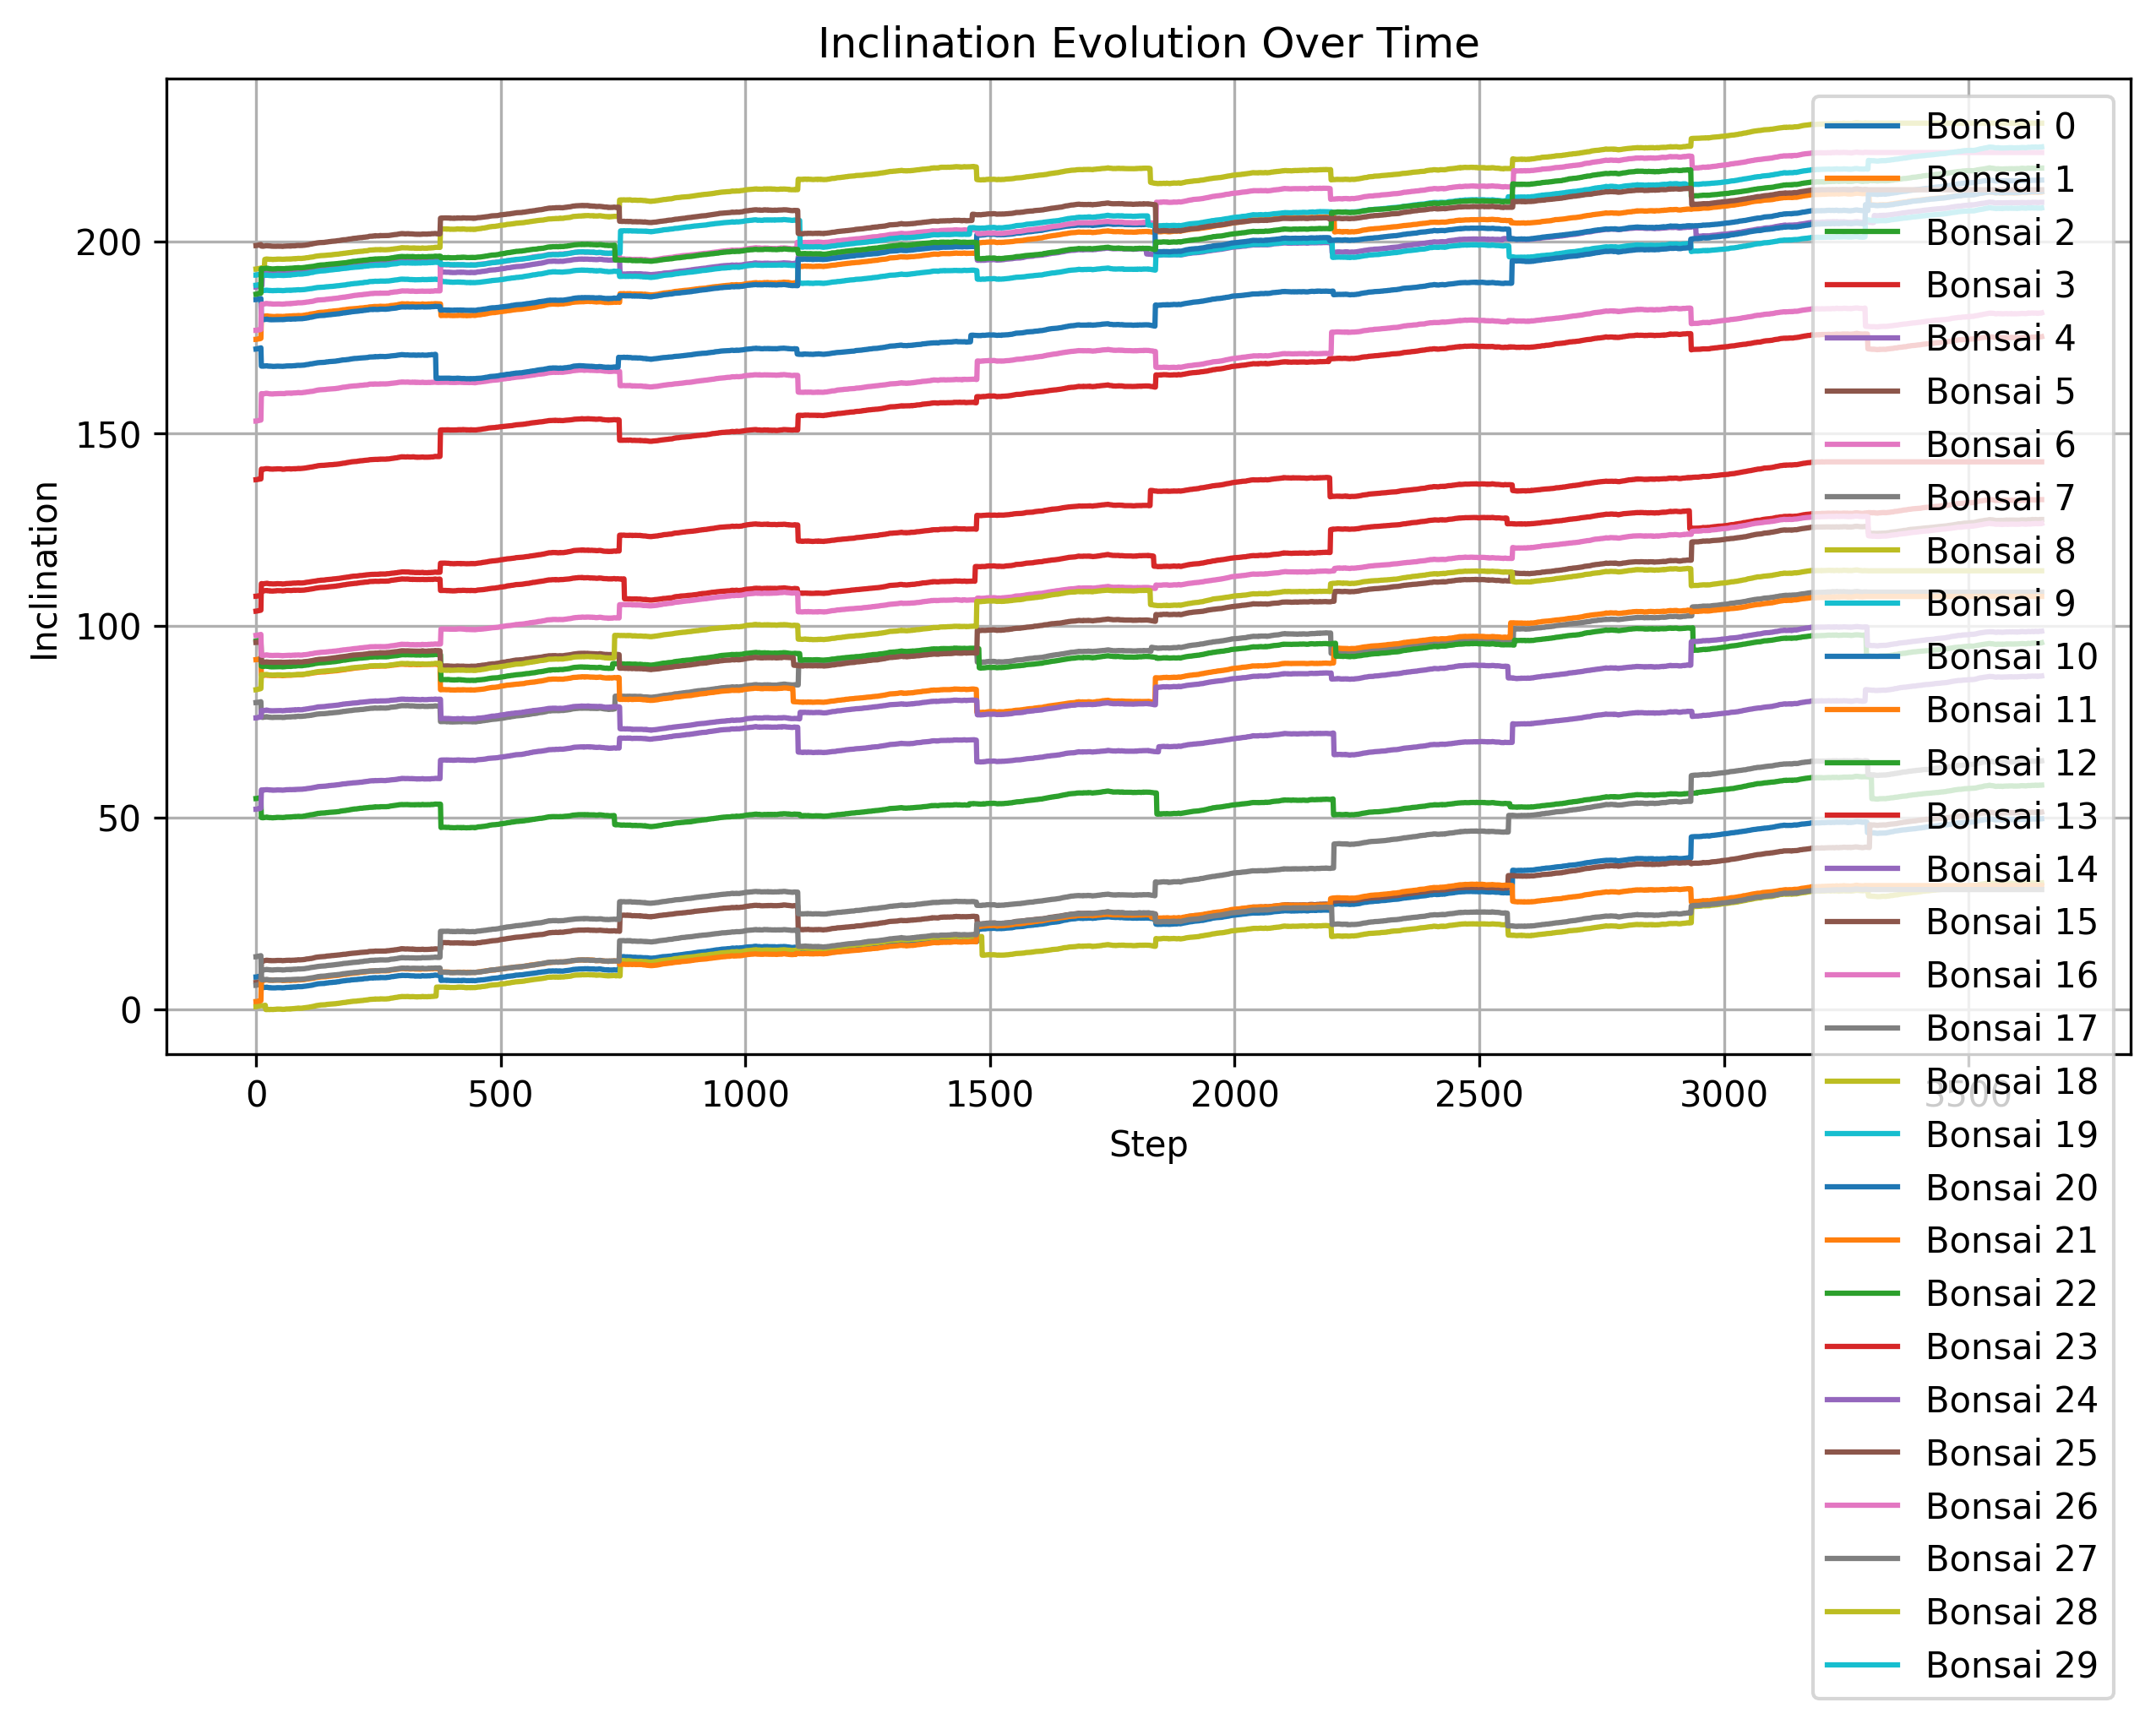 Inclination Evolution Over Time
Inclination
200
150
100
50
0
0 500 1000 1500 2000 2500 3000 3500
Step
Bonsai 0
Bonsai 1
Bonsai 2
Bonsai 3
Bonsai 4
Bonsai 5
Bonsai 6
Bonsai 7
Bonsai 8
Bonsai 9
Bonsai 10
Bonsai 11
Bonsai 12
Bonsai 13
Bonsai 14
Bonsai 15
Bonsai 16
Bonsai 17
Bonsai 18
Bonsai 19
Bonsai 20
Bonsai 21
Bonsai 22
Bonsai 23
Bonsai 24
Bonsai 25
Bonsai 26
Bonsai 27
Bonsai 28
Bonsai 29